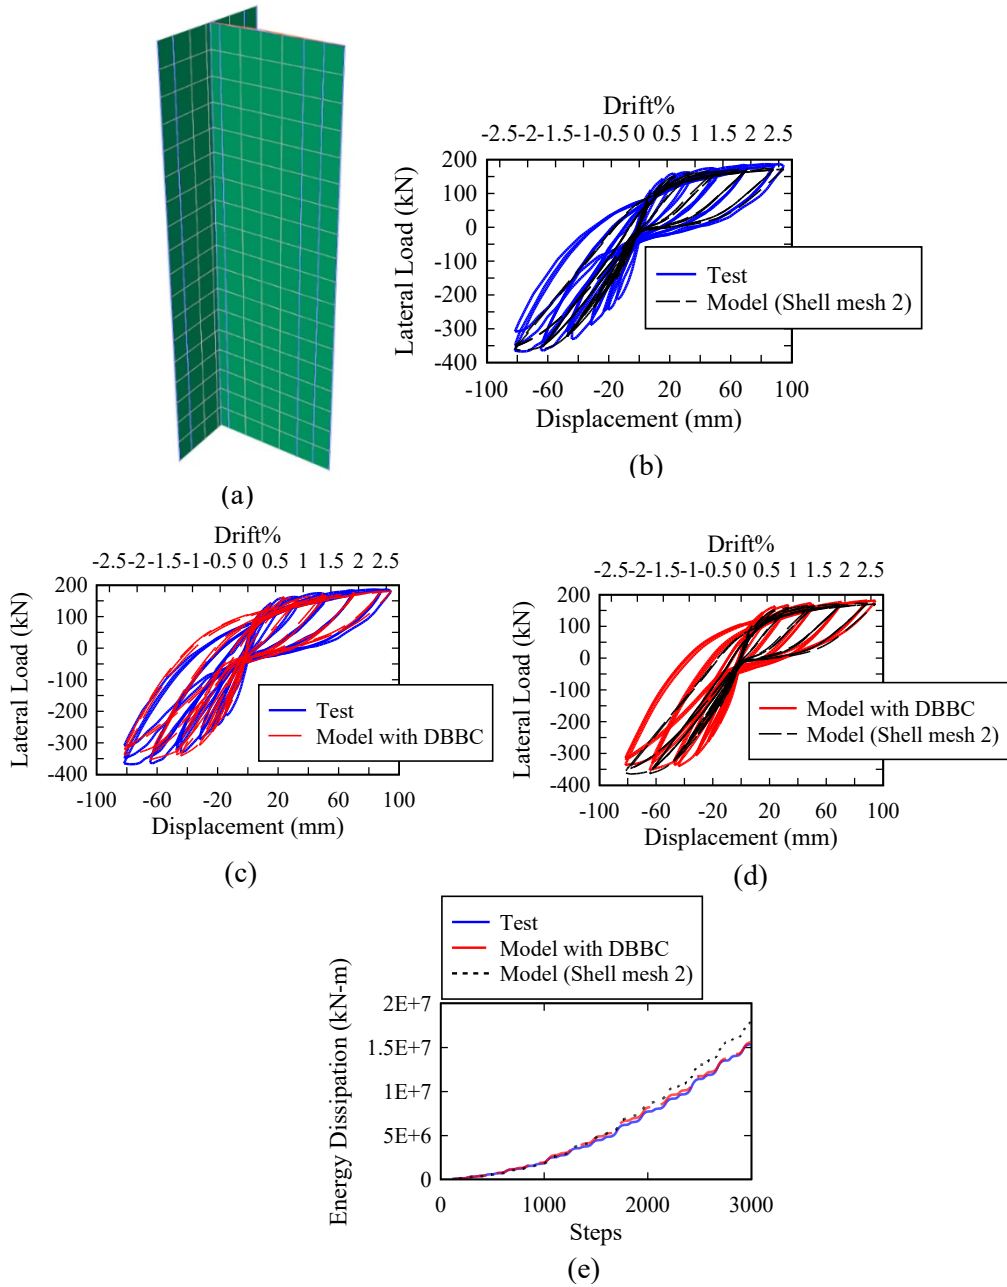 (a)
Drift%
-2.5-2-1.5-1-0.5 0 0.5 1 1.5 2 2.5
Lateral Load (kN)
200
100
0
-100
-200
-300
-400
Test
Model (Shell mesh 2)
-100 -60 -20 20 60 100
Displacement (mm)
(b)
Drift%
-2.5-2-1.5-1-0.5 0 0.5 1 1.5 2 2.5
Lateral Load (kN)
200
100
0
-100
-200
-300
-400
Test
Model with DBBC
-100 -60 -20 20 60 100
Displacement (mm)
(c)
Drift%
-2.5-2-1.5-1-0.5 0 0.5 1 1.5 2 2.5
Lateral Load (kN)
200
100
0
-100
-200
-300
-400
Model with DBBC
Model (Shell mesh 2)
-100 -60 -20 20 60 100
Displacement (mm)
(d)
Test
Model with DBBC
Model (Shell mesh 2)
Energy Dissipation (kN-m)
2E+7
1.5E+7
1E+7
5E+6
0
0 1000 2000 3000
Steps
(e)